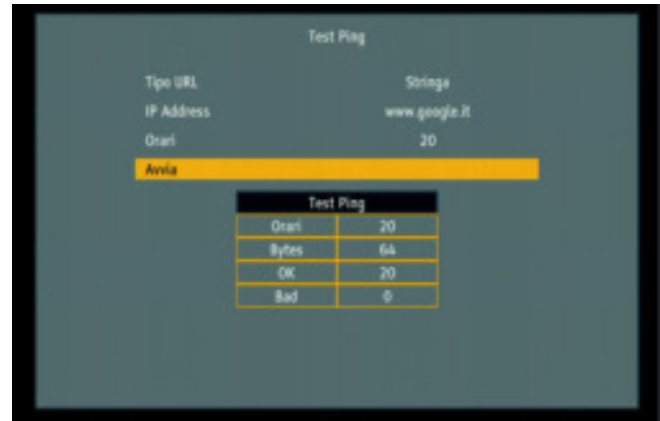 Test Ping
Tipo URL Stringa
IP Address www.google.it
Orari 20
Avvia
Test Ping
Orari 20
Bytes 64
OK 20
Bad 0